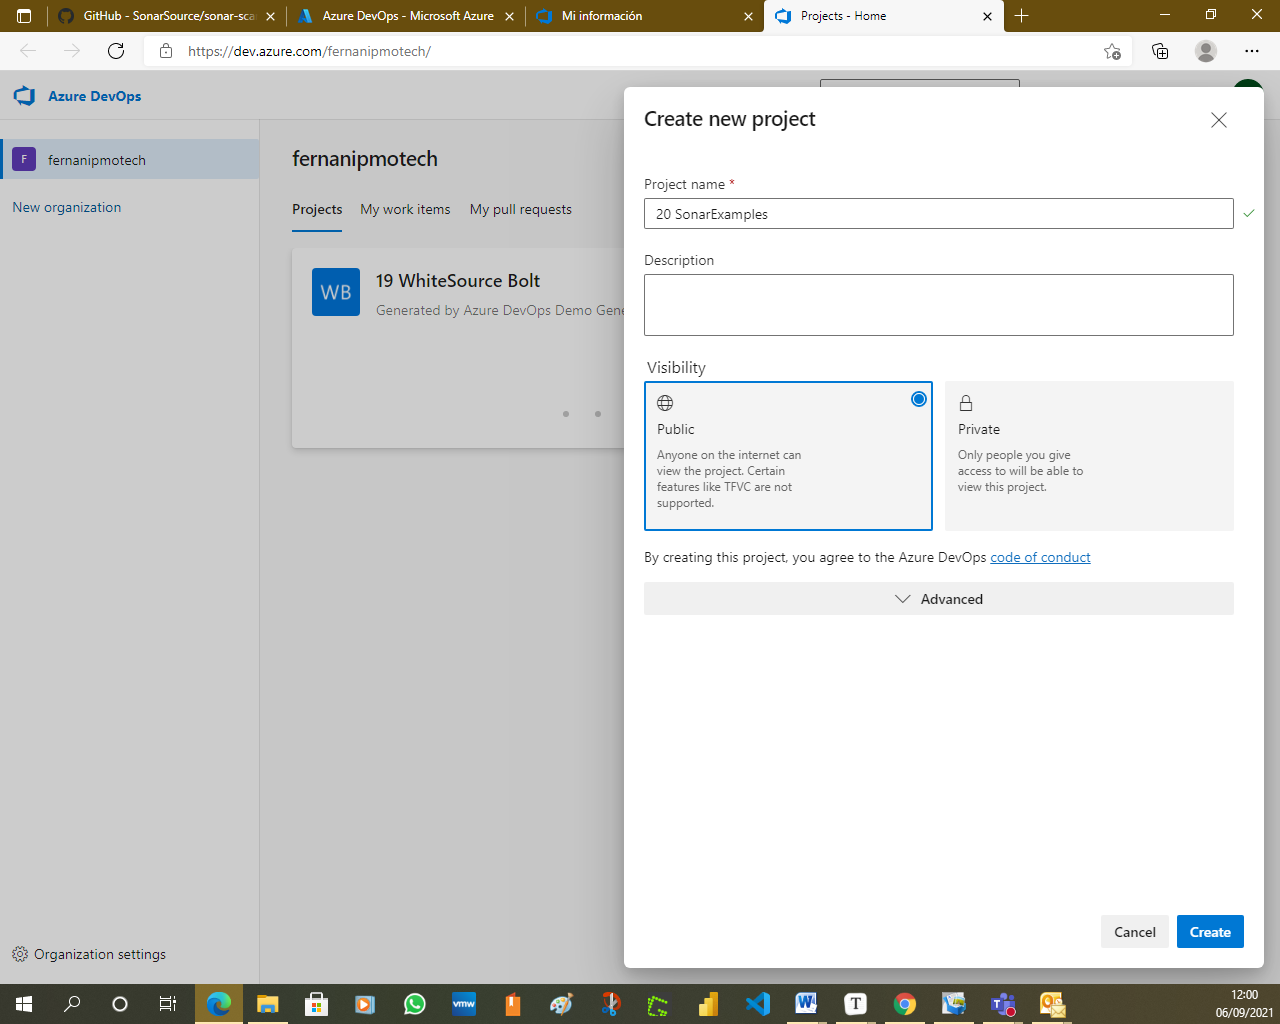 GitHub - SonarSource/sonar-sca
Azure DevOps - Microsoft Azure
Mi información
Projects - Home
https://dev.azure.com/fernanipmotech/
Azure DevOps
F
fernanipmotech
New organization
fernanipmotech
Projects
My work items
My pull requests
WB
19 WhiteSource Bolt
Generated by Azure DevOps Demo Gene
Organization settings
Create new project
Project name *
20 SonarExamples
Description
Visibility
Public
Anyone on the internet can
view the project. Certain
features like TFVC are not
supported.
Private
Only people you give
access to will be able to
view this project.
By creating this project, you agree to the Azure DevOps code of conduct
Advanced
Cancel
Create
vmw
W
T
12:00
06/09/2021